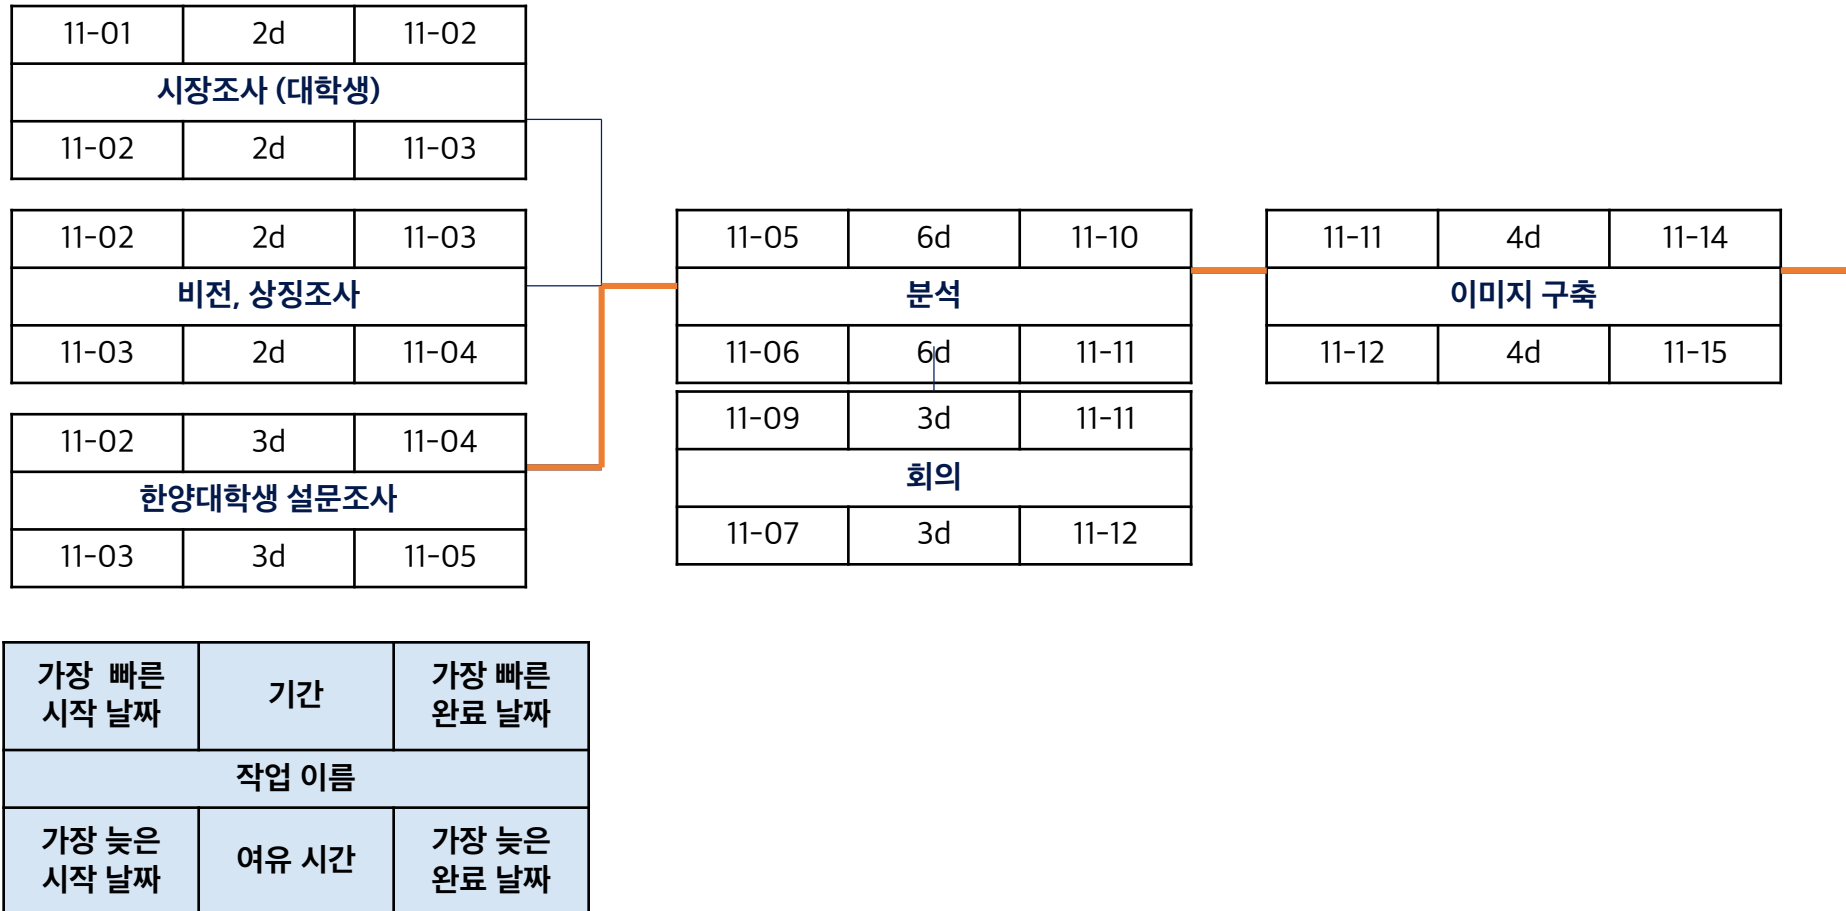 11-01 2d 11-02
시장조사 (대학생)
11-02 2d 11-03
11-02 2d 11-03
비전, 상징조사
11-03 2d 11-04
11-02 3d 11-04
한양대학생 설문조사
11-03 3d 11-05
11-05 6d 11-10
분석
11-06 6d 11-11
11-09 3d 11-11
회의
11-07 3d 11-12
11-11 4d 11-14
이미지 구축
11-12 4d 11-15
가장 빠른
시작 날짜
기간
가장 빠른
완료 날짜
작업 이름
가장 늦은
시작 날짜
여유 시간
가장 늦은
완료 날짜